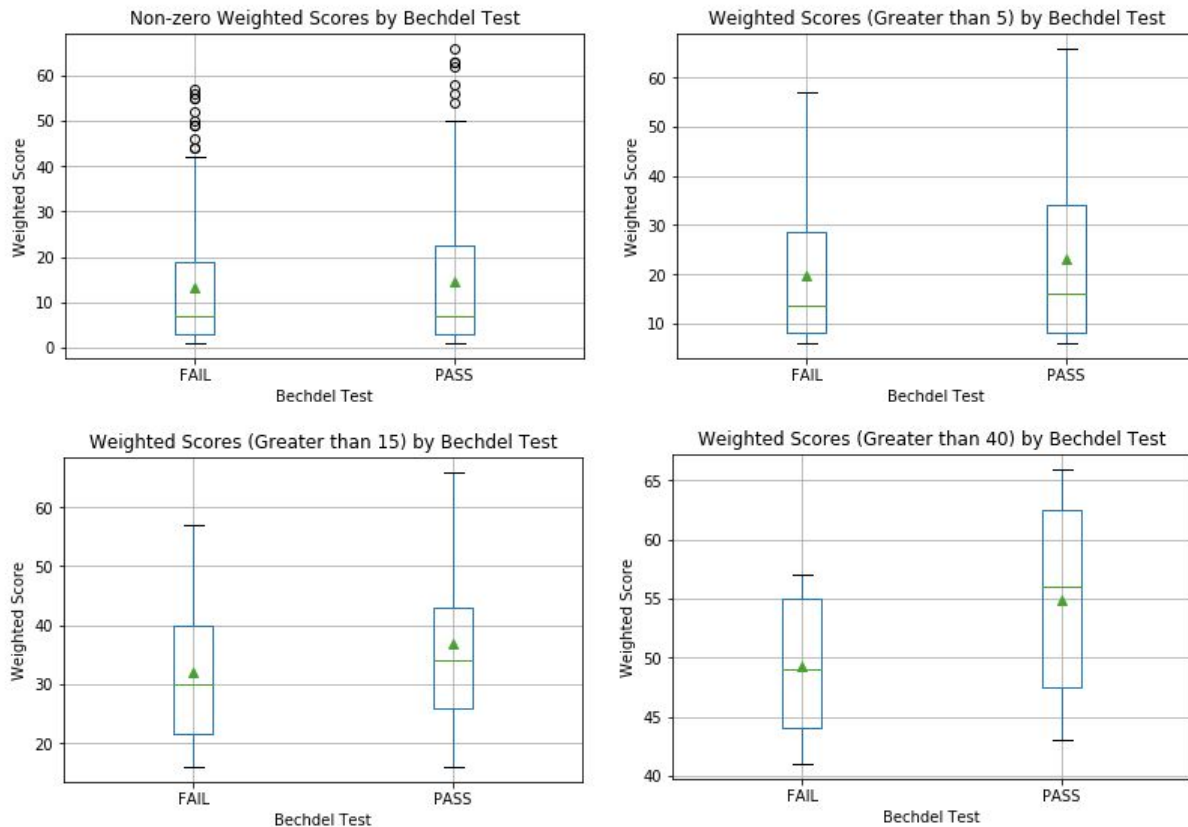 Non-zero Weighted Scores by Bechdel Test
60
50
40
30
20
10
0
Weighted Score
FAIL
PASS
Bechdel Test
Weighted Scores (Greater than 5) by Bechdel Test
60
50
40
30
20
10
Weighted Score
FAIL
PASS
Bechdel Test
Weighted Scores (Greater than 15) by Bechdel Test
60
50
40
30
20
Weighted Score
FAIL
PASS
Bechdel Test
Weighted Scores (Greater than 40) by Bechdel Test
65
60
55
50
45
40
Weighted Score
FAIL
PASS
Bechdel Test